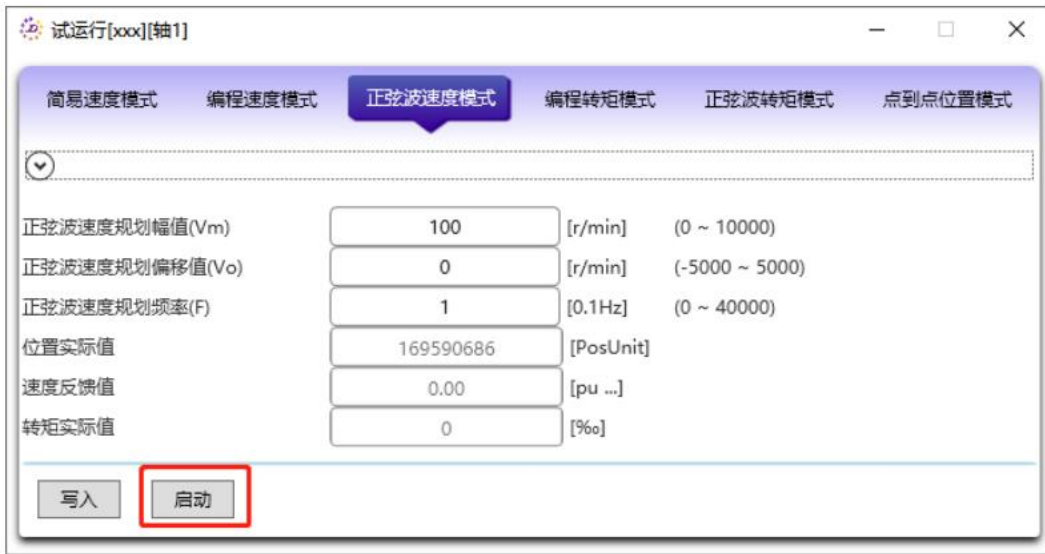 试运行[xxx][轴1]
简易速度模式 编程速度模式 正弦波速度模式 编程转矩模式 正弦波转矩模式 点到点位置模式
正弦波速度规划幅值(Vm) 100 [r/min] (0 ~ 10000)
正弦波速度规划偏移值(Vo) 0 [r/min] (-5000 ~ 5000)
正弦波速度规划频率(F) 1 [0.1Hz] (0 ~ 40000)
位置实际值 169590686 [PosUnit]
速度反馈值 0.00 [pu ...]
转矩实际值 0 [‰]
写入 启动